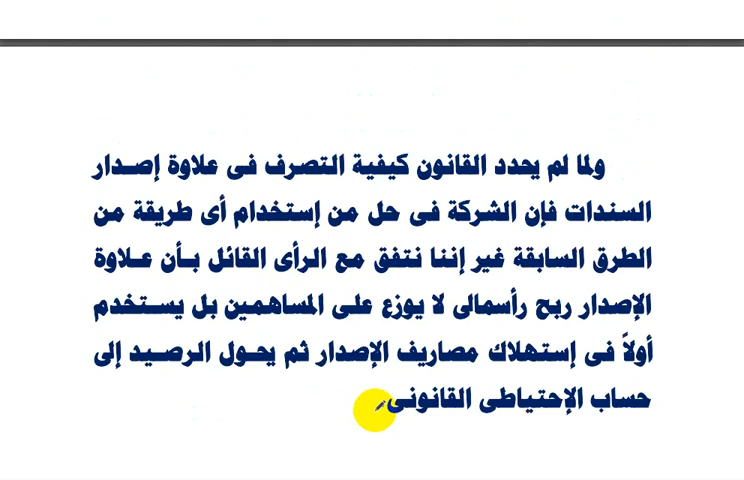 ولما لم يحدد القانون كيفية التصرف فى علاوة إصدار
السندات فإن الشركة فى حل من إستخدام أى طريقة من
الطرق السابقة غير إننا نتفق مع الرأى القائل بأن علاوة
الإصدار ربح رأسمالى لا يوزع على المساهمين بل يستخدم
أولاً فى إستهلاك مصاريف الإصدار ثم يحول الرصيد إلى
حساب الإحتياطى القانونى